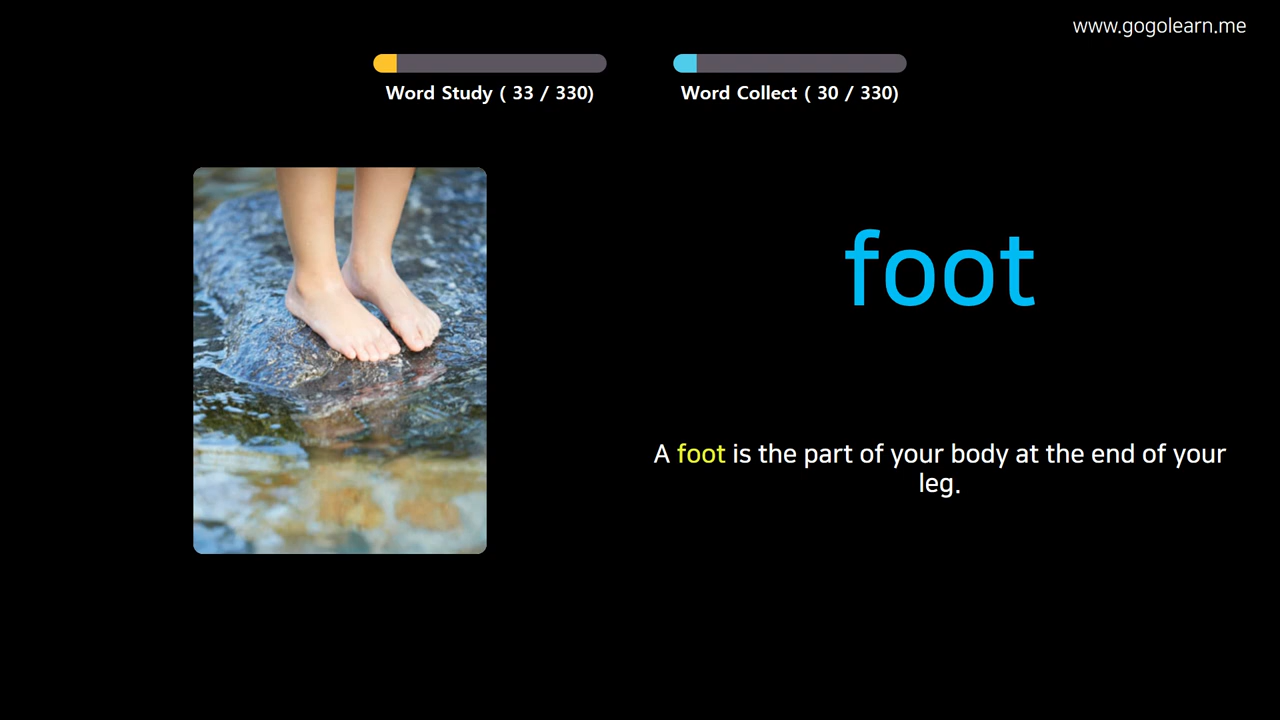 www.gogolearn.me
Word Study ( 33 / 330)
Word Collect ( 30 / 330)
foot
A foot is the part of your body at the end of your
leg.